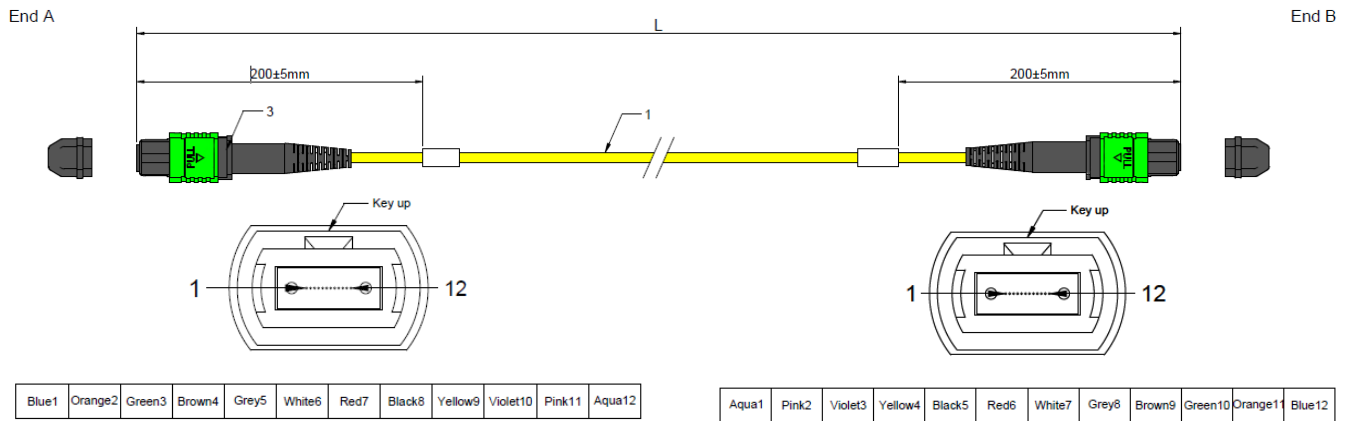 End A
End B
L
200±5mm
200±5mm
3
1
PULL
PULL
Key up
Key up
1
12
1
12
Blue1 Orange2 Green3 Brown4 Grey5 White6 Red7 Black8 Yellow9 Violet10 Pink11 Aqua12
Aqua1 Pink2 Violet3 Yellow4 Black5 Red6 White7 Grey8 Brown9 Green10 Orange11 Blue12